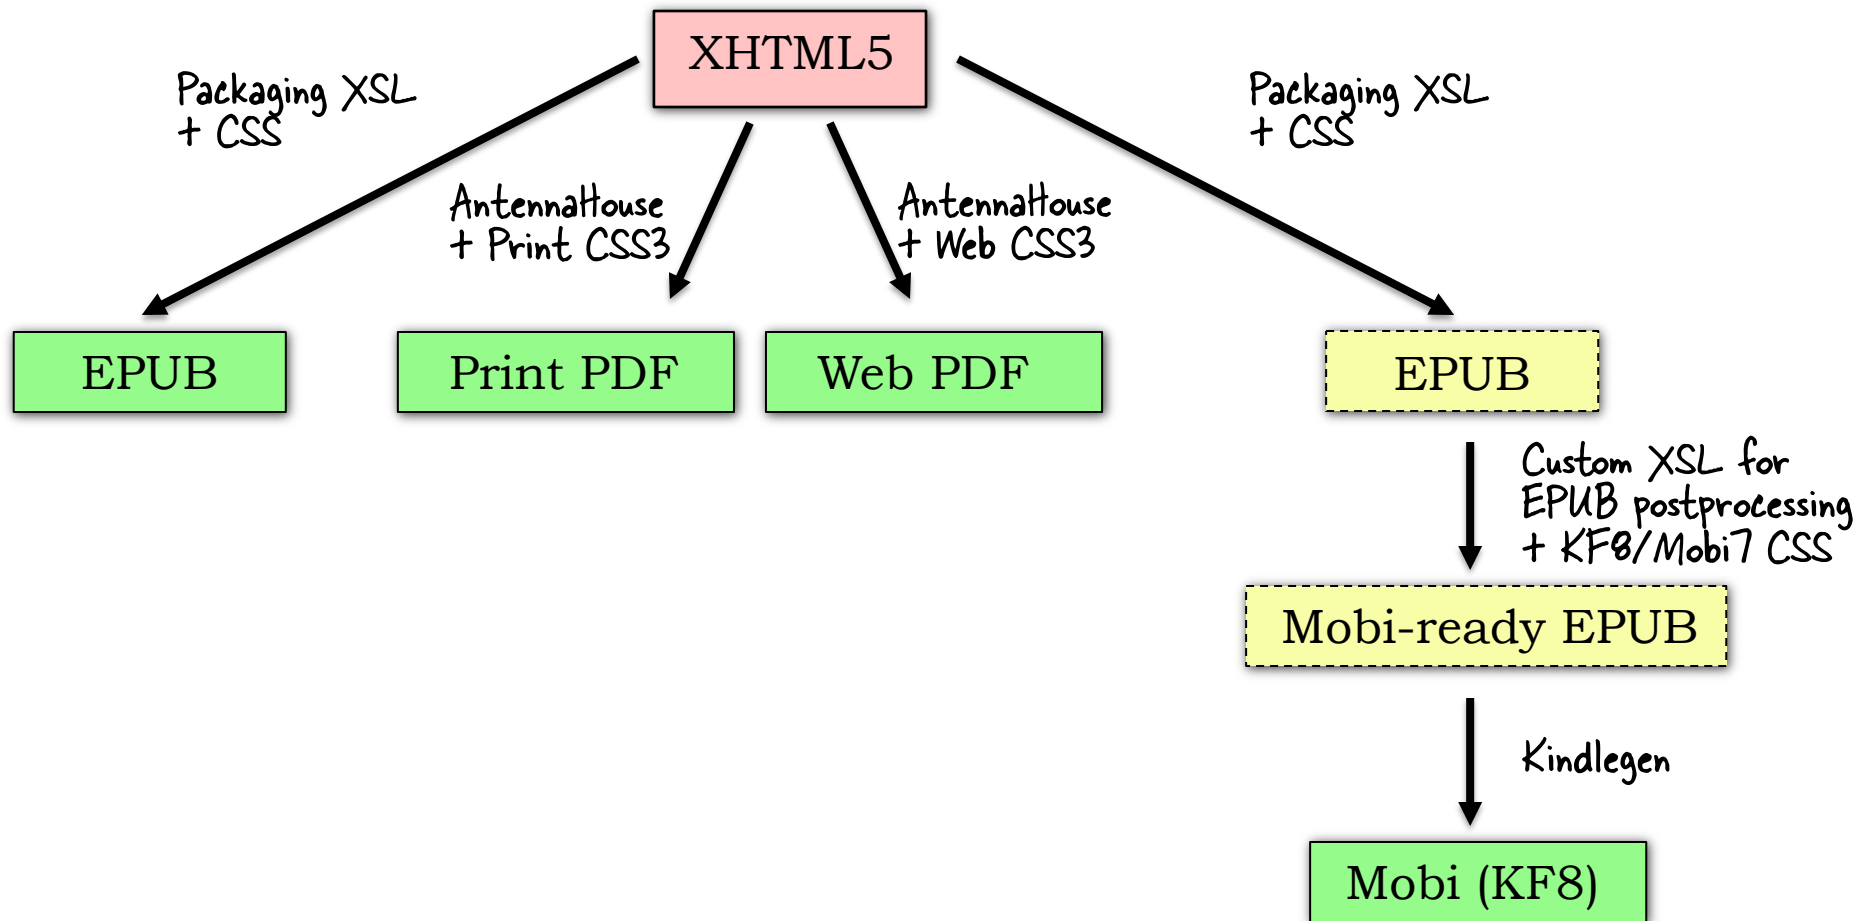 XHTML5
Packaging XSL
+ CSS
Packaging XSL
+ CSS
AntennaHouse
+ Print CSS3
AntennaHouse
+ Web CSS3
EPUB
Print PDF
Web PDF
EPUB
Custom XSL for
EPUB postprocessing
+ KF8/Mobi7 CSS
Mobi-ready EPUB
Kindlegen
Mobi (KF8)